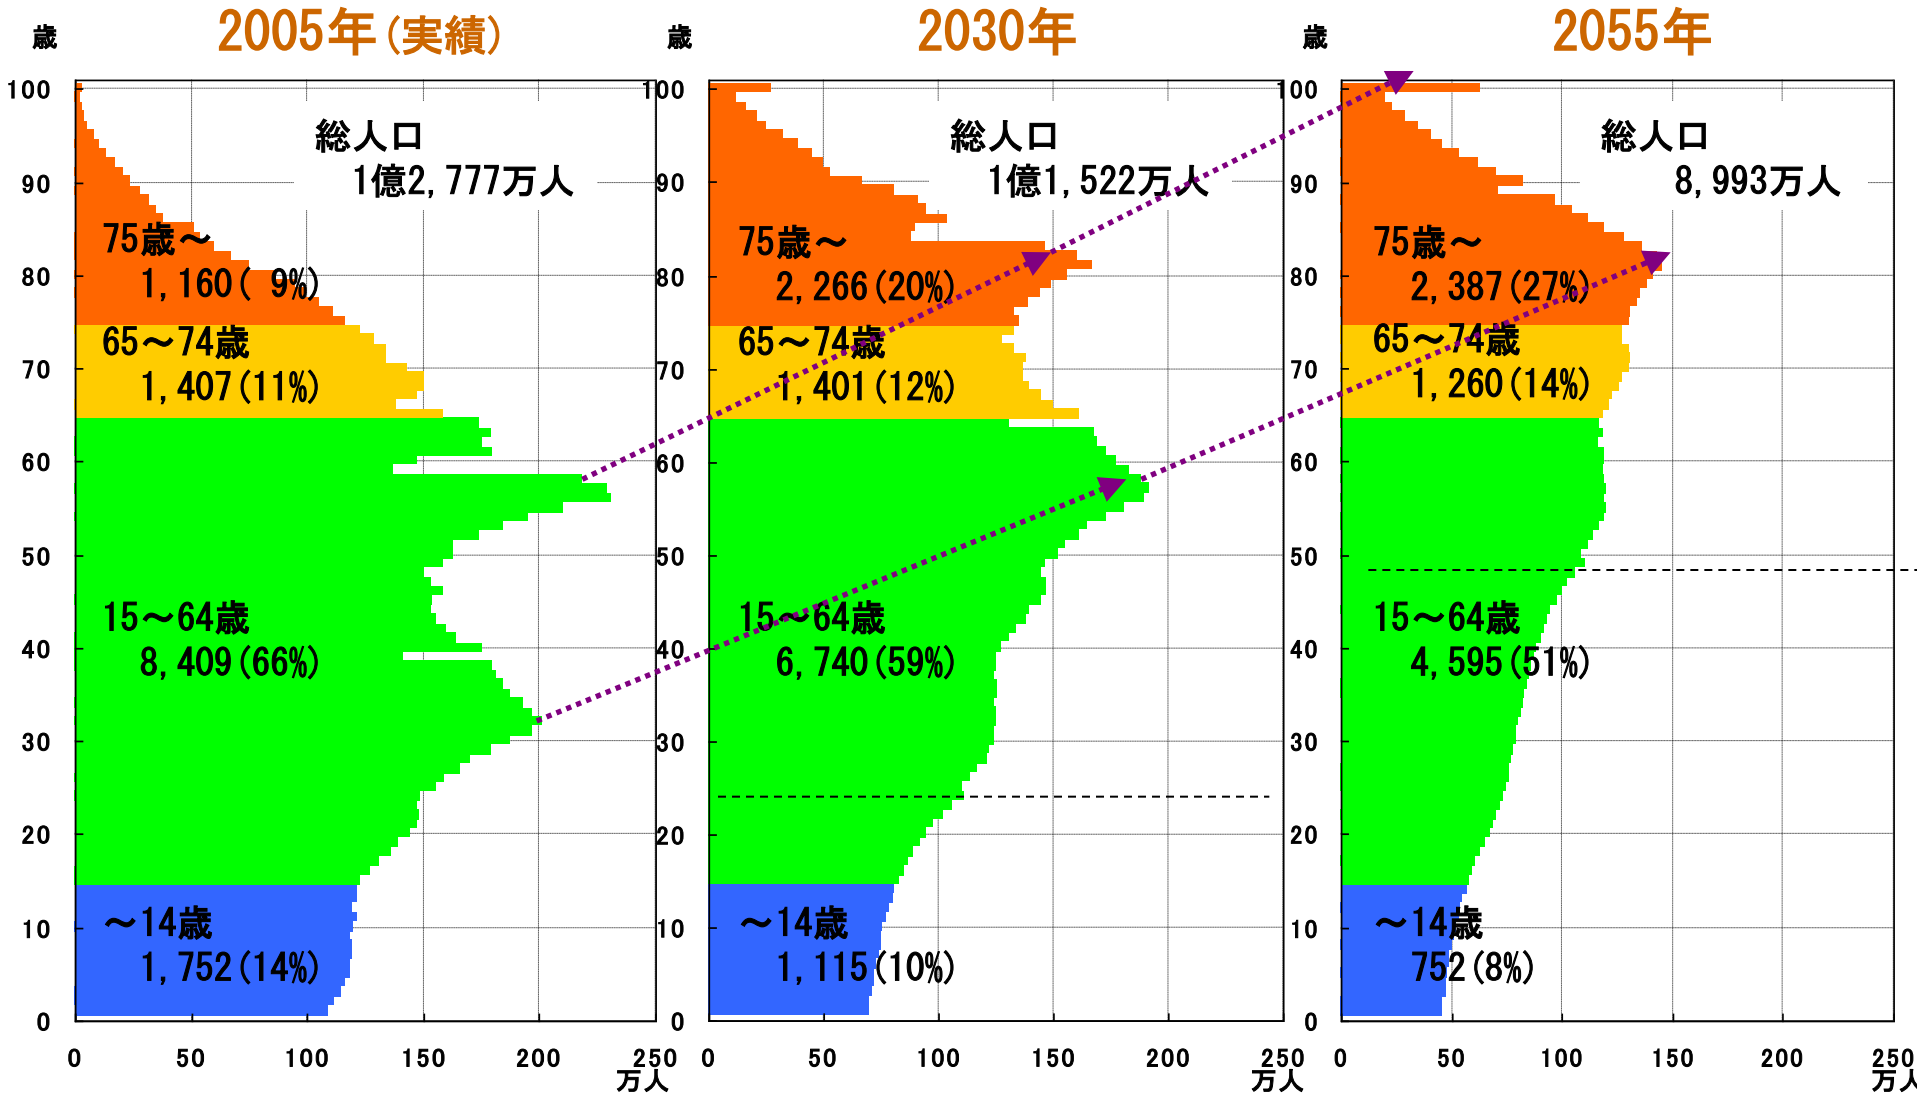 2005年(実績)
歳
100
90
80
70
60
50
40
30
20
10
0
総人口
1億2,777万人
75歳～
1,160( 9%)
65～74歳
1,407(11%)
15～64歳
8,409(66%)
～14歳
1,752(14%)
0 50 100 150 200 250
万人
2030年
歳
100
90
80
70
60
50
40
30
20
10
0
総人口
1億1,522万人
75歳～
2,266(20%)
65～74歳
1,401(12%)
15～64歳
6,740(59%)
～14歳
1,115(10%)
0 50 100 150 200 250
万人
2055年
歳
100
90
80
70
60
50
40
30
20
10
0
総人口
8,993万人
75歳～
2,387(27%)
65～74歳
1,260(14%)
15～64歳
4,595(51%)
～14歳
752(8%)
0 50 100 150 200 250
万人